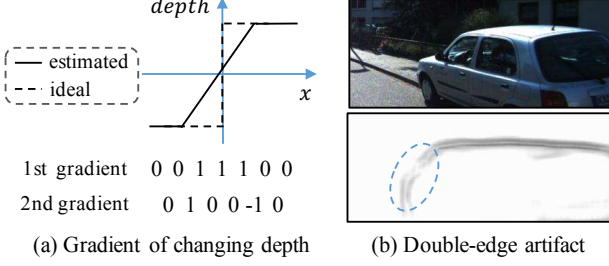 depth
estimated
ideal
x
1st gradient 0 0 1 1 1 0 0
2nd gradient 0 1 0 0 -1 0
(a) Gradient of changing depth
(b) Double-edge artifact